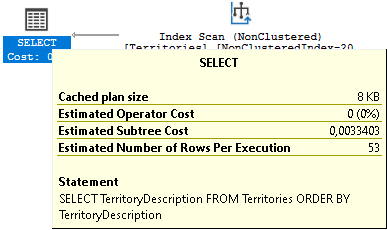 Index Scan (NonClustered)
SELECT
[Territories].[NonClusteredIndex-20
Cost: 0
SELECT
Cached plan size 8 KB
Estimated Operator Cost 0 (0%)
Estimated Subtree Cost 0,0033403
Estimated Number of Rows Per Execution 53
Statement
SELECT TerritoryDescription FROM Territories ORDER BY
TerritoryDescription